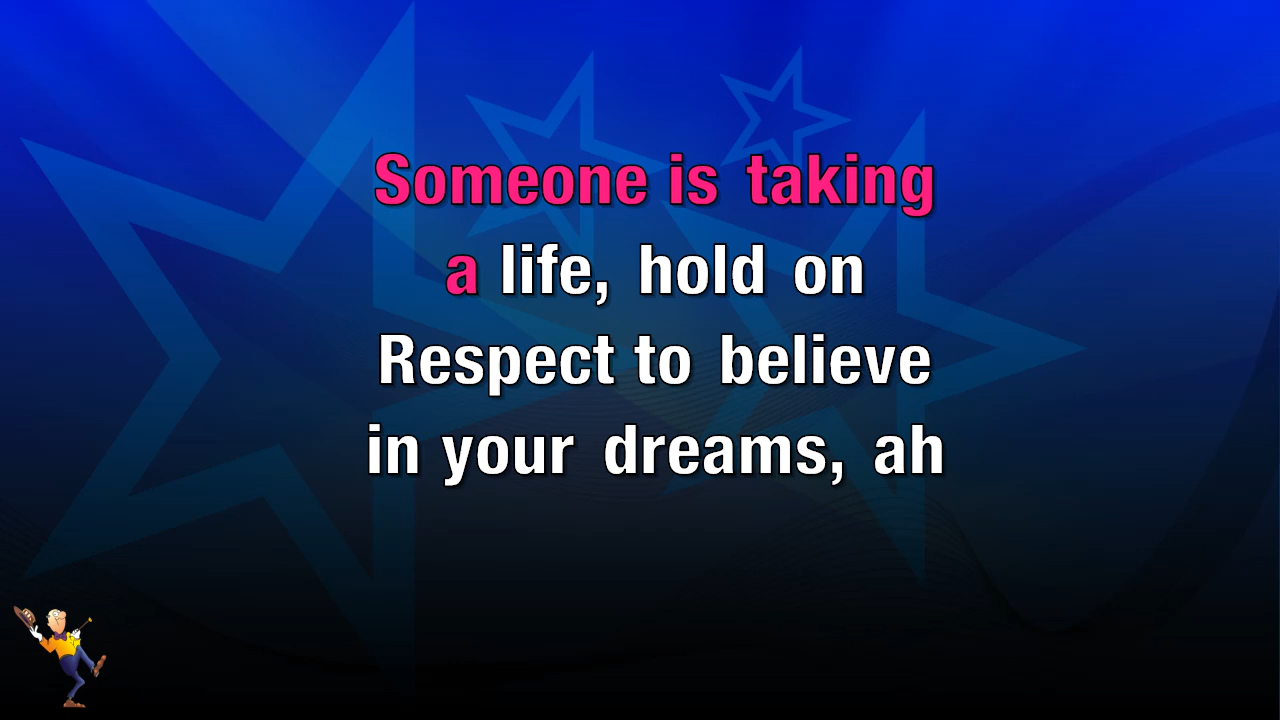 Someone is taking
a life, hold on
Respect to believe
in your dreams, ah